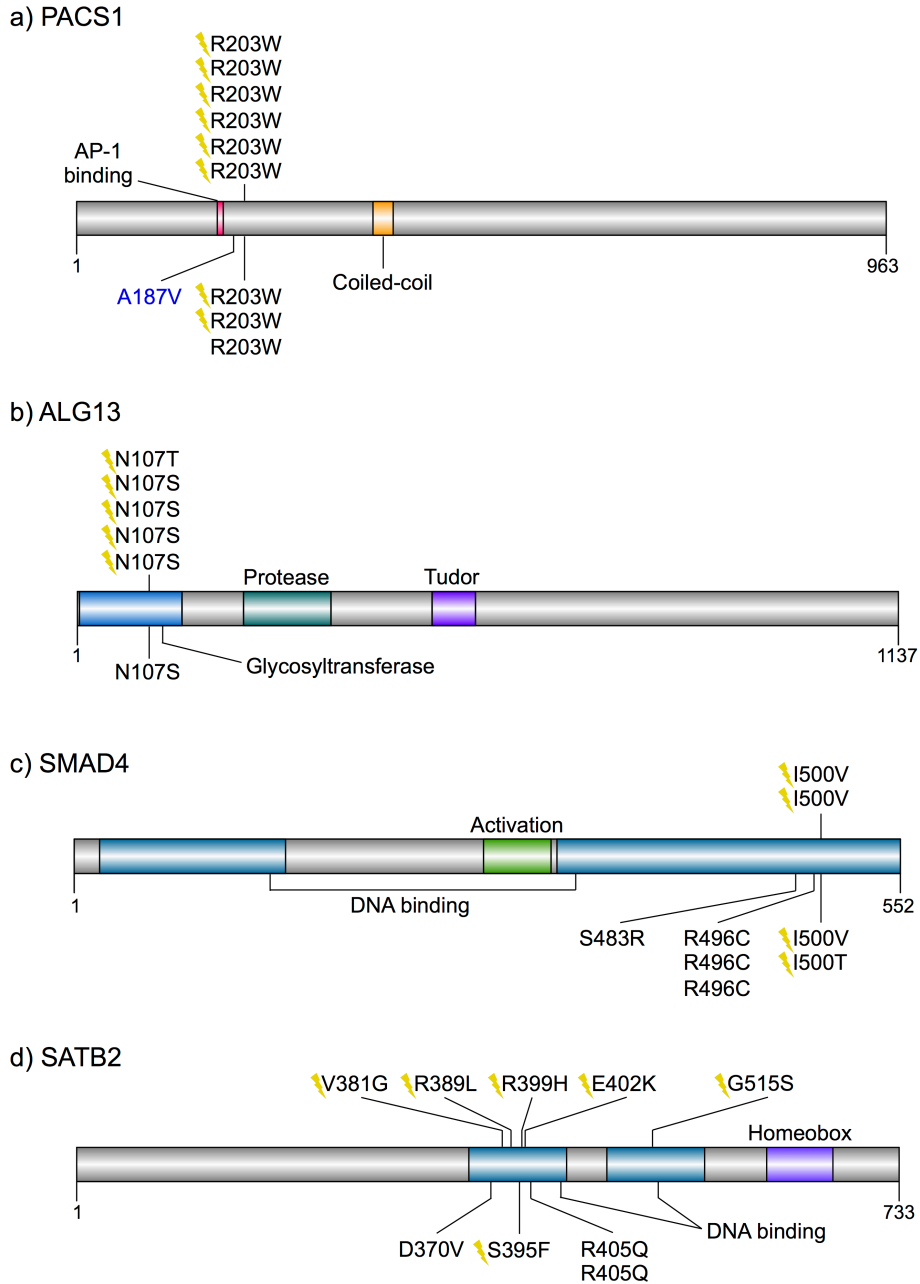 a) PACS1
R203W
R203W
R203W
R203W
R203W
R203W
AP-1
binding
1
963
A187V
Coiled-coil
R203W
R203W
R203W
b) ALG13
N107T
N107S
N107S
N107S
N107S
Protease
Tudor
1
1137
N107S
Glycosyltransferase
c) SMAD4
I500V
I500V
Activation
1
DNA binding
552
S483R
R496C
I500V
R496C
I500T
R496C
d) SATB2
V381G
R389L
R399H
E402K
G515S
Homeobox
1
733
DNA binding
D370V
S395F
R405Q
R405Q